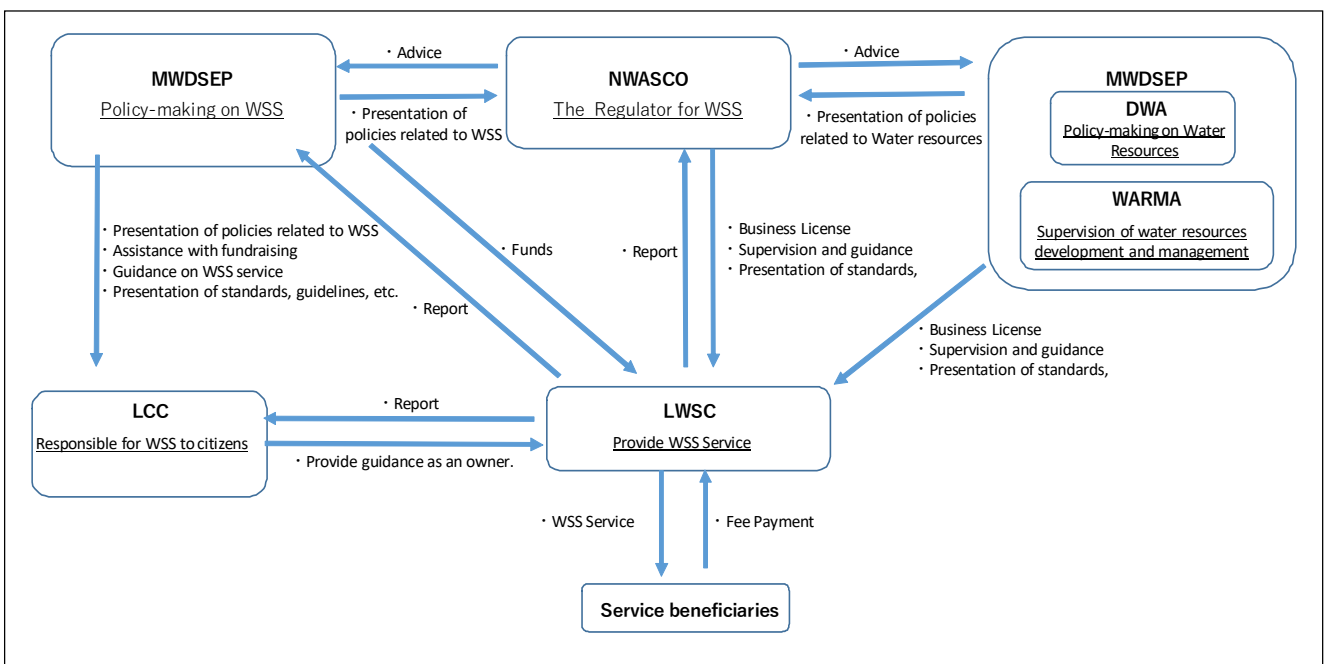 ・Advice
・Advice
MWDSEP
Policy-making on WSS
NWASCO
The Regulator for WSS
MWDSEP
DWA
Policy-making on Water
Resources
WARMA
Supervision of water resources
development and management
・Presentation of
policies related to WSS
・Presentation of policies
related to Water resources
・Presentation of policies related to WSS
・Assistance with fundraising
・Guidance on WSS service
・Presentation of standards, guidelines, etc.
・Funds
・Report
・Report
・Business License
・Supervision and guidance
・Presentation of standards,
・Business License
・Supervision and guidance
・Presentation of standards,
LCC
Responsible for WSS to citizens
・Report
・Provide guidance as an owner.
LWSC
Provide WSS Service
・WSS Service
・Fee Payment
Service beneficiaries